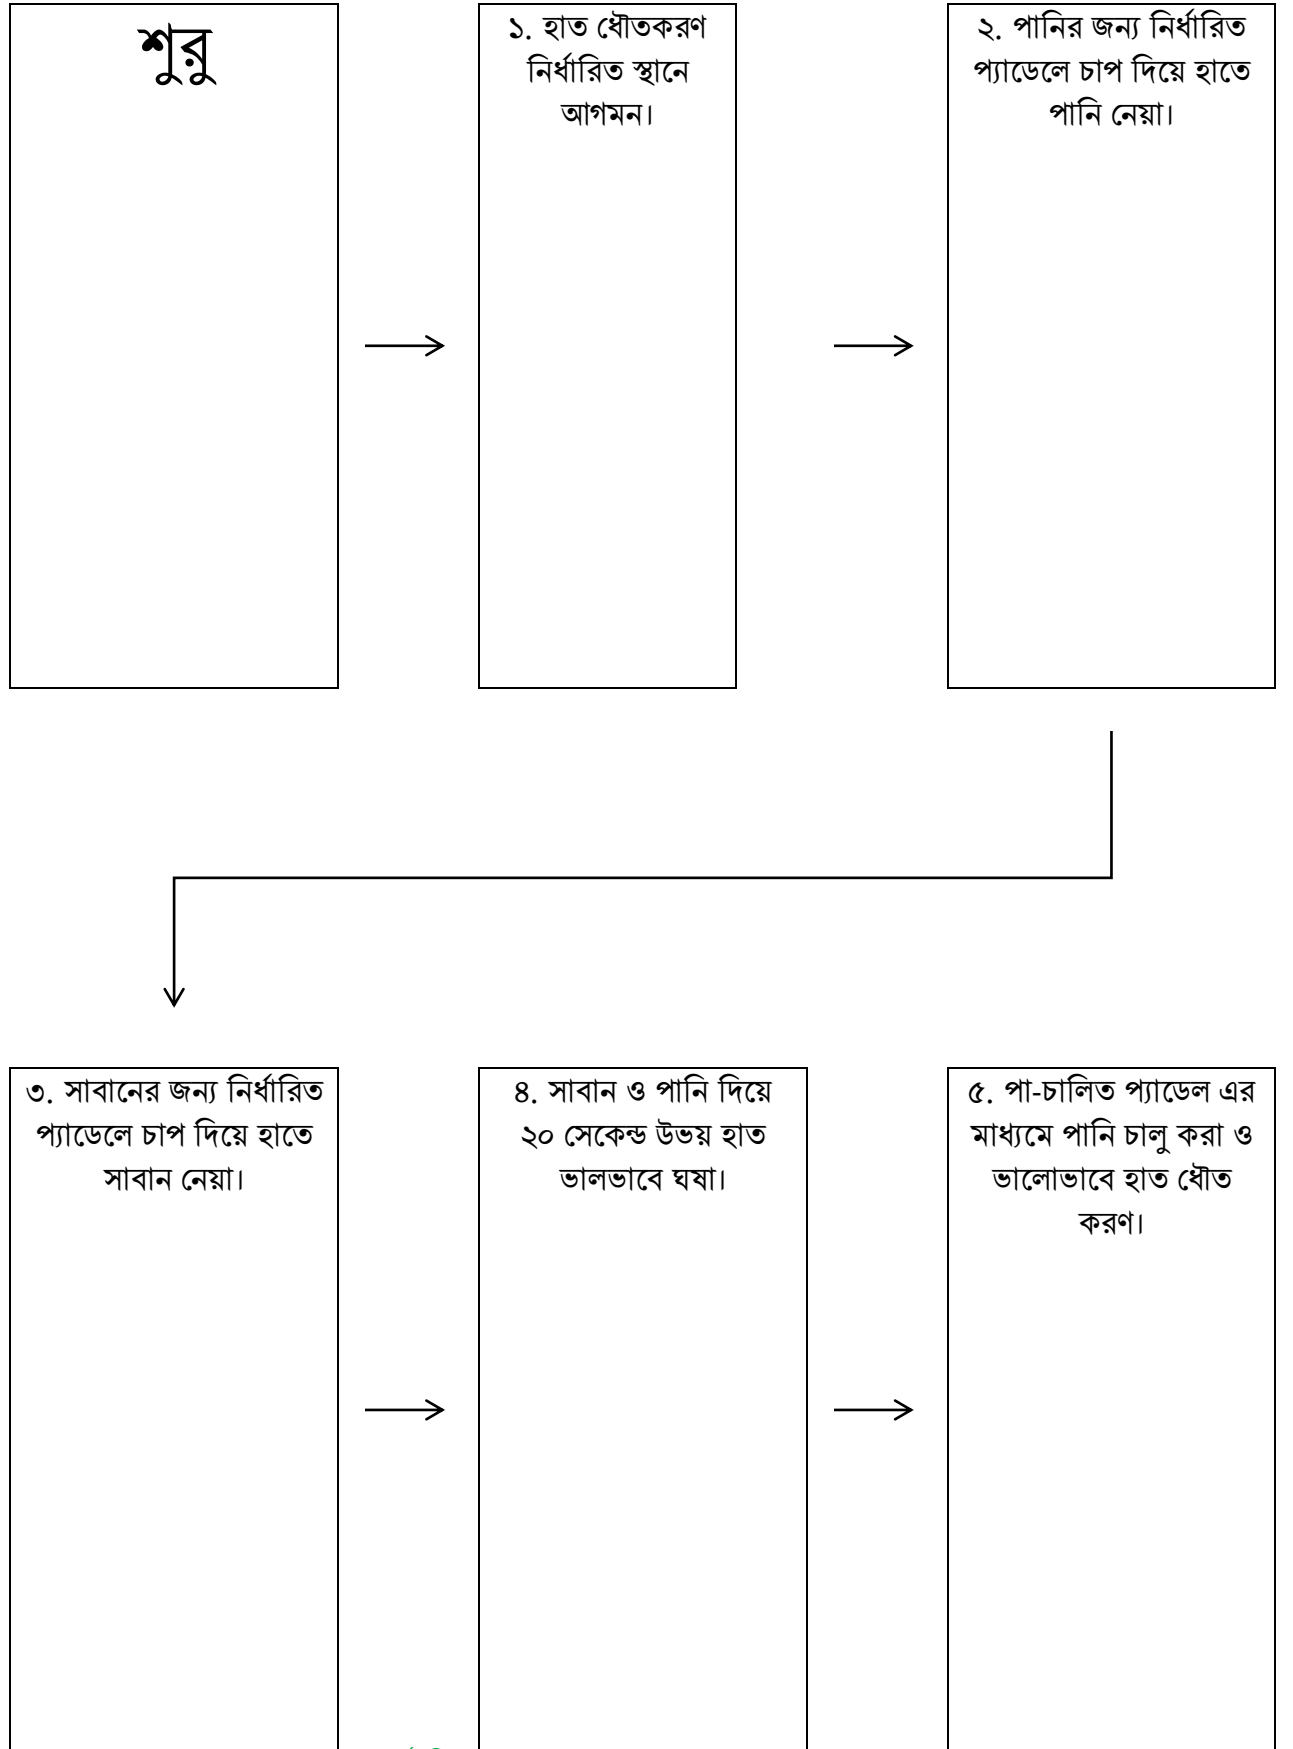 শুরু
১. হাত ধৌতকরণ
নির্ধারিত স্থানে
আগমন।
২. পানির জন্য নির্ধারিত
প্যাডেলে চাপ দিয়ে হাতে
পানি নেয়া।
৩. সাবানের জন্য নির্ধারিত
প্যাডেলে চাপ দিয়ে হাতে
সাবান নেয়া।
৪. সাবান ও পানি দিয়ে
২০ সেকেন্ড উভয় হাত
ভালভাবে ঘষা।
৫. পা-চালিত প্যাডেল এর
মাধ্যমে পানি চালু করা ও
ভালোভাবে হাত ধৌত
করণ।